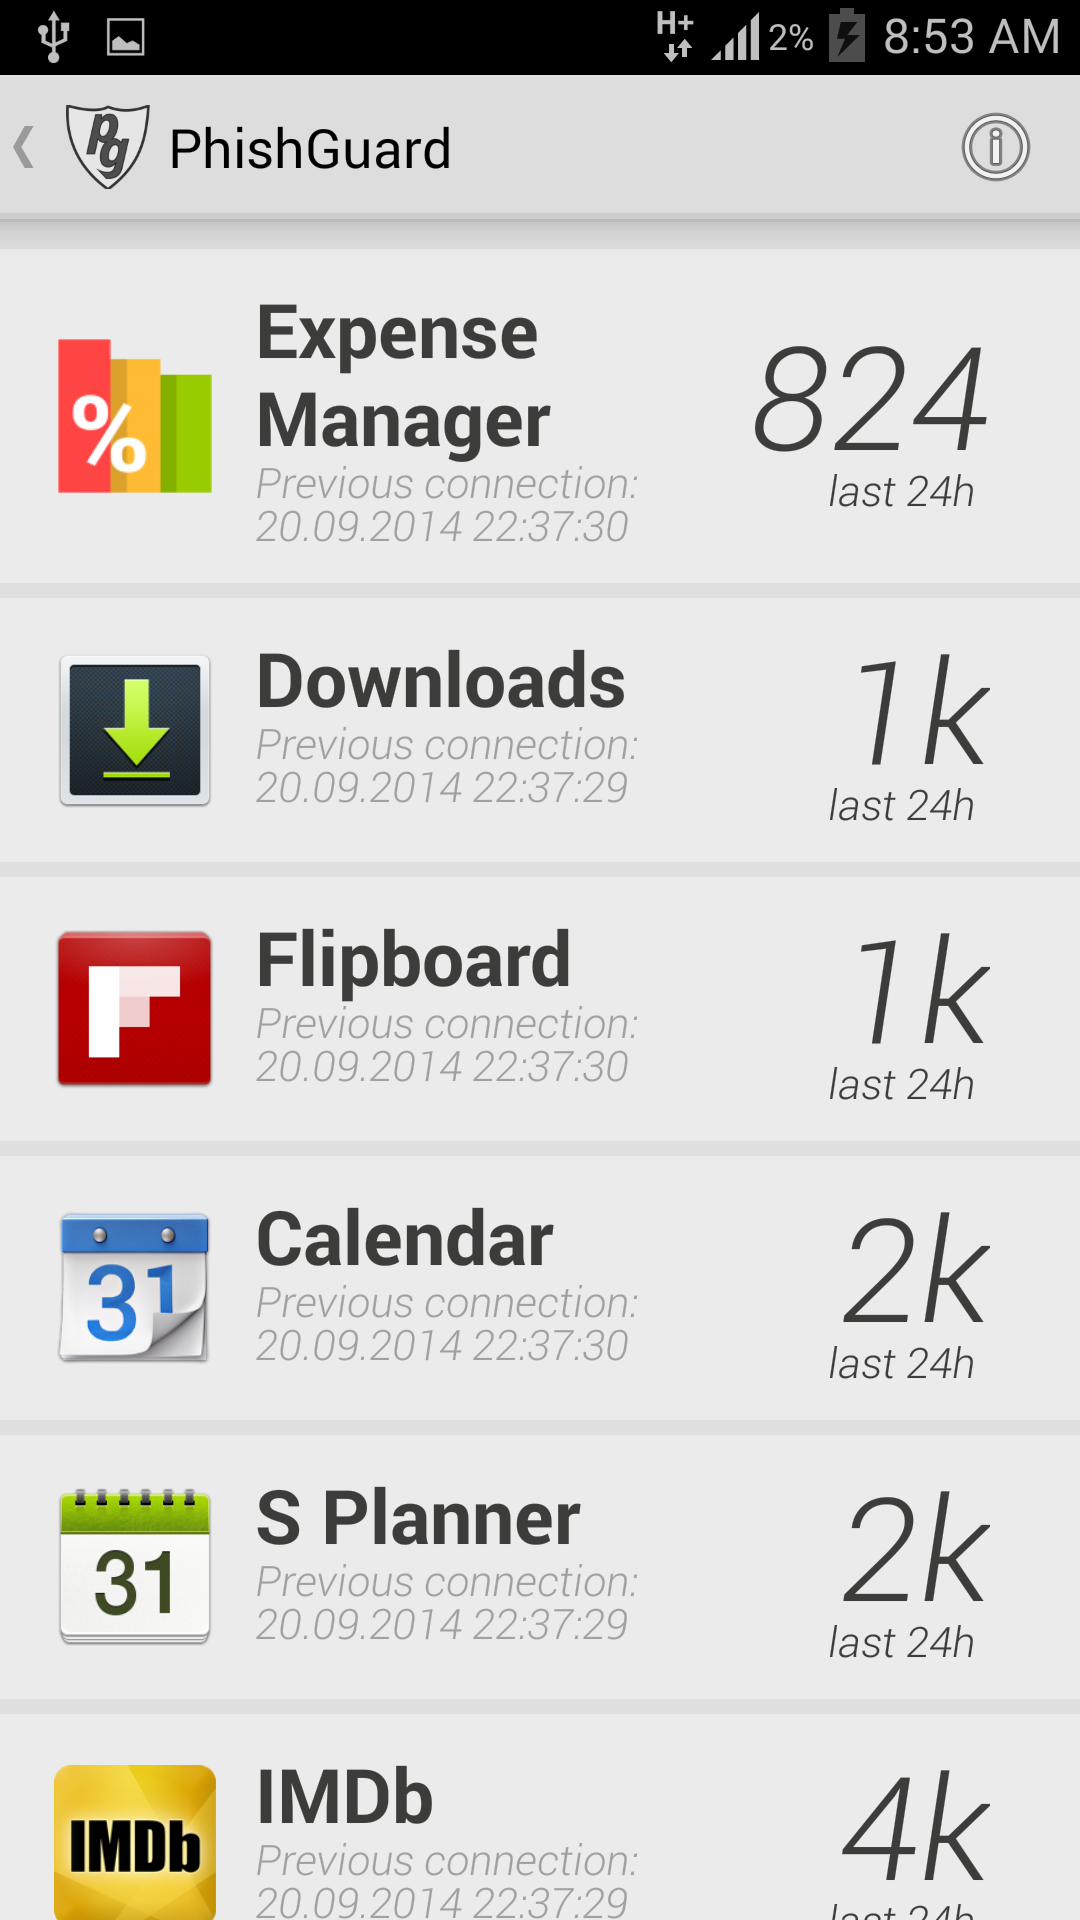 H+ 2% 8:53 AM
pg PhishGuard
Expense
Manager
Previous connection:
20.09.2014 22:37:30
824
last 24h
%
Downloads
Previous connection:
20.09.2014 22:37:29
1k
last 24h
Flipboard
Previous connection:
20.09.2014 22:37:30
1k
last 24h
31
Calendar
Previous connection:
20.09.2014 22:37:30
2k
last 24h
31
S Planner
Previous connection:
20.09.2014 22:37:29
2k
last 24h
IMDb
IMDb
Previous connection:
20.09.2014 22:37:29
4k
last 24h